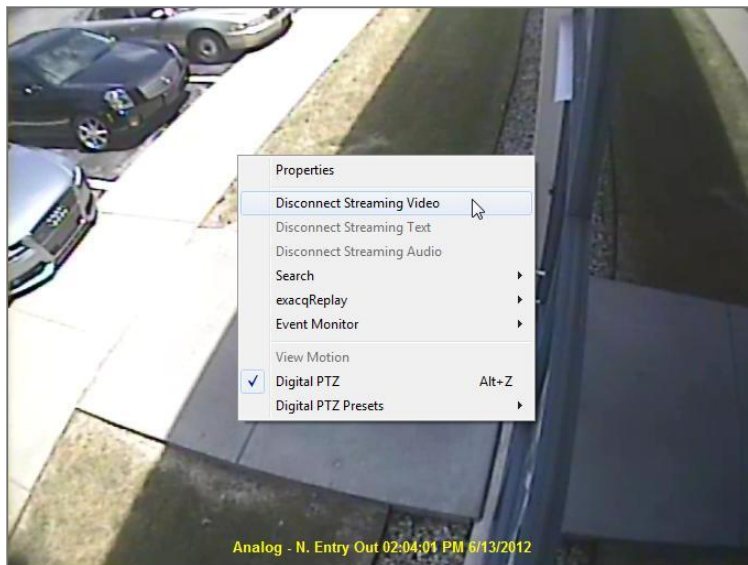 Properties
Disconnect Streaming Video
Disconnect Streaming Text
Disconnect Streaming Audio
Search
exacqReplay
Event Monitor
View Motion
Digital PTZ Alt+Z
Digital PTZ Presets
Analog - N. Entry Out 02:04:01 PM 6/13/2012